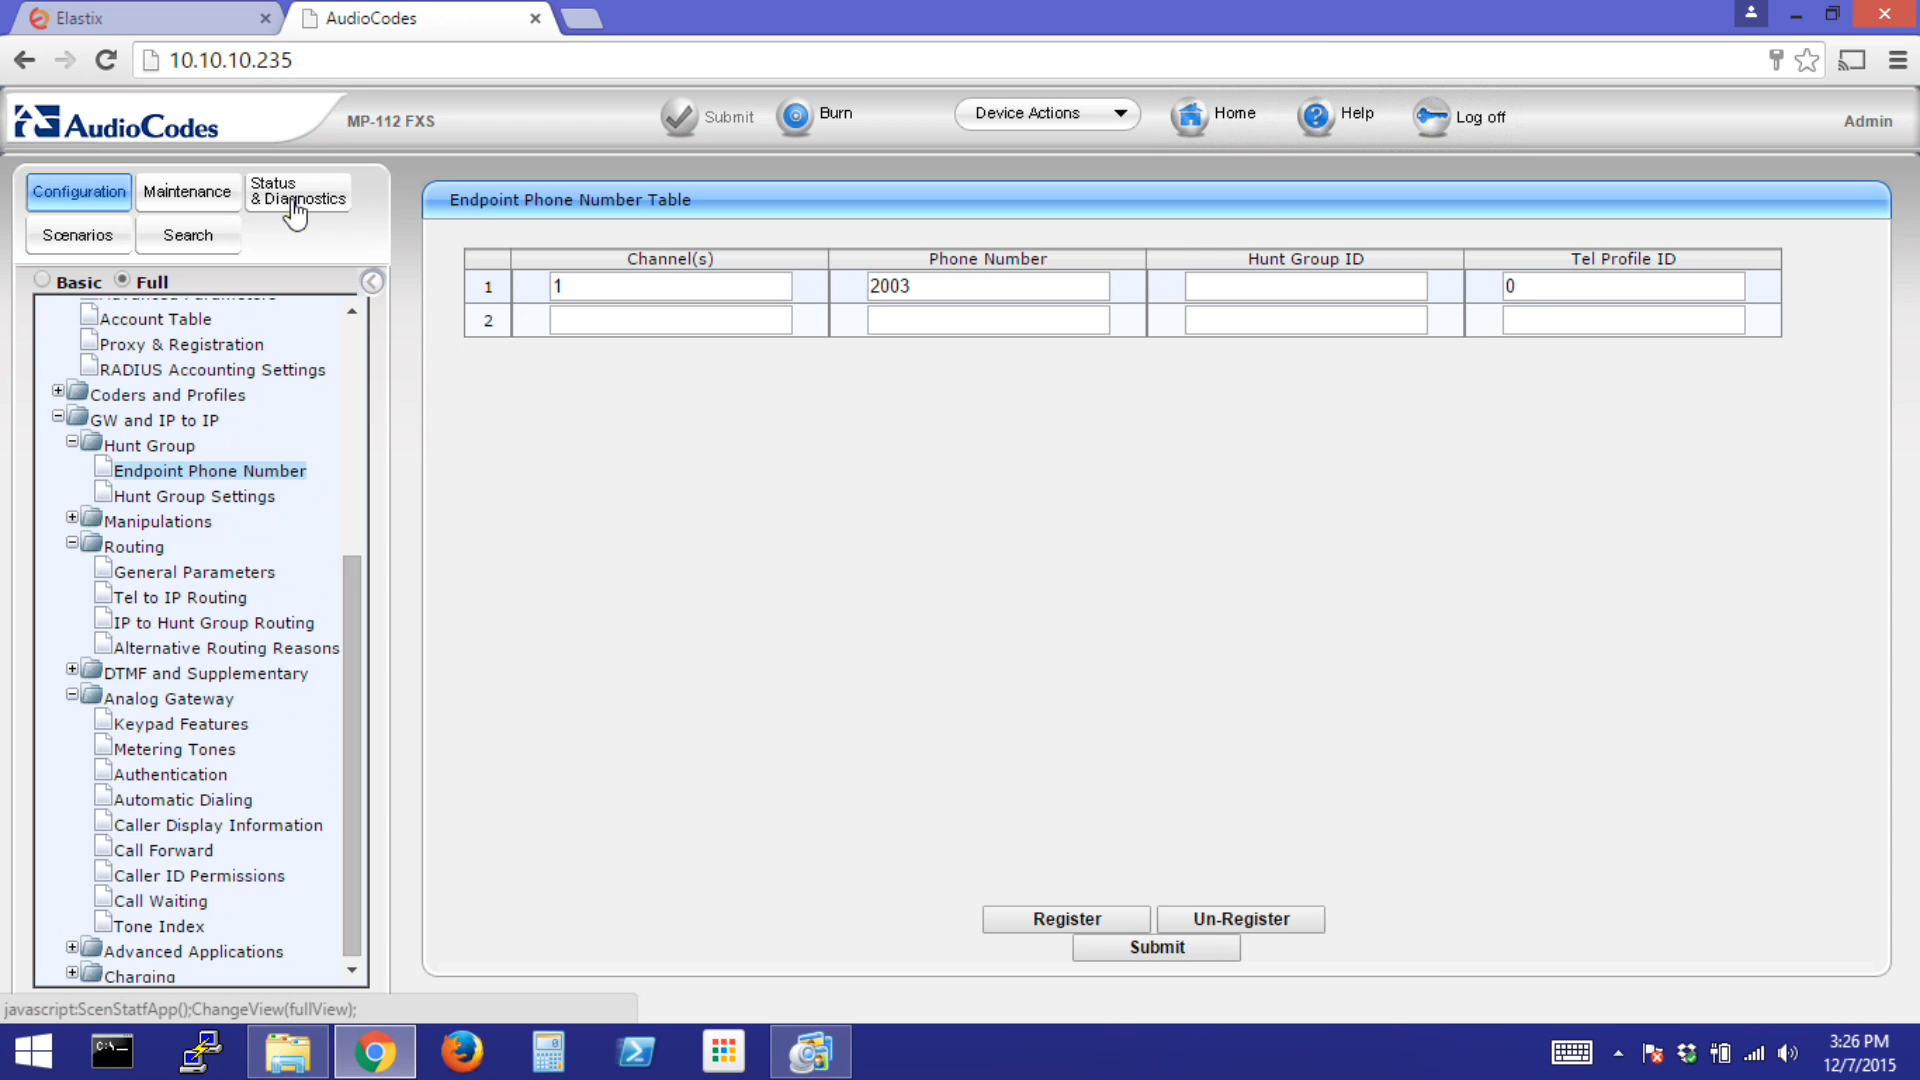 Elastix
AudioCodes
10.10.10.235
AudioCodes
MP-112 FXS
Submit
Burn
Device Actions
Home
Help
Log off
Admin
Configuration
Maintenance
Status
& Diagnostics
Scenarios
Search
Basic
Full
Advanced Parameters
Account Table
Proxy & Registration
RADIUS Accounting Settings
Coders and Profiles
GW and IP to IP
Hunt Group
Endpoint Phone Number
Hunt Group Settings
Manipulations
Routing
General Parameters
Tel to IP Routing
IP to Hunt Group Routing
Alternative Routing Reasons
DTMF and Supplementary
Analog Gateway
Keypad Features
Metering Tones
Authentication
Automatic Dialing
Caller Display Information
Call Forward
Caller ID Permissions
Call Waiting
Tone Index
Advanced Applications
Charging
Endpoint Phone Number Table
Channel(s) Phone Number Hunt Group ID Tel Profile ID
1 1 2003 0
2
Register
Un-Register
Submit
javascript:ScenStatfApp();ChangeView(fullView);
C:\_
3:26 PM
12/7/2015